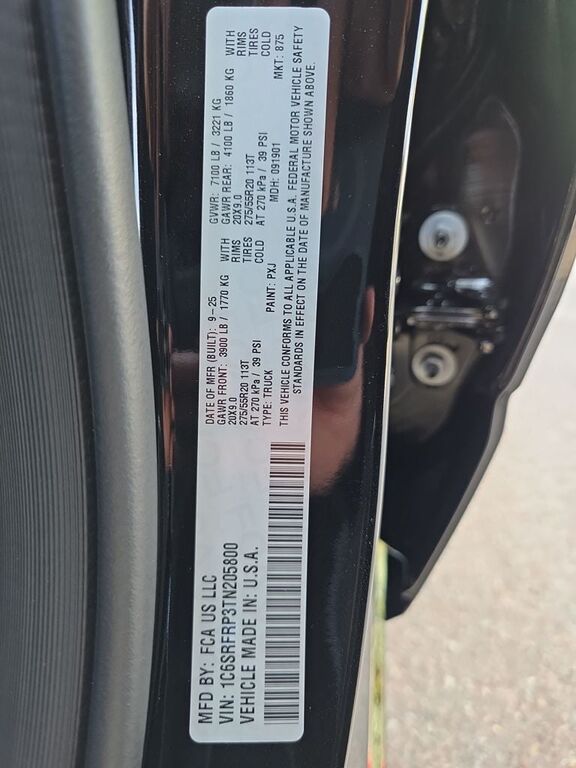 MFD BY: FCA US LLC
VIN: 1C6SRFRP3TN205800
VEHICLE MADE IN: U.S.A.
DATE OF MFR (BUILT): 9-25
GVWR: 7100 LB / 3221 KG
GAWR FRONT: 3900 LB / 1770 KG WITH
GAWR REAR: 4100 LB / 1860 KG WITH
20X9.0 RIMS
20X9.0 RIMS
275/55R20 113T TIRES
275/55R20 113T TIRES
AT 270 kPa / 39 PSI COLD
AT 270 kPa / 39 PSI COLD
TYPE: TRUCK
PAINT: PXJ
MDH: 091901
MKT: 875
THIS VEHICLE CONFORMS TO ALL APPLICABLE U.S.A. FEDERAL MOTOR VEHICLE SAFETY
STANDARDS IN EFFECT ON THE DATE OF MANUFACTURE SHOWN ABOVE.